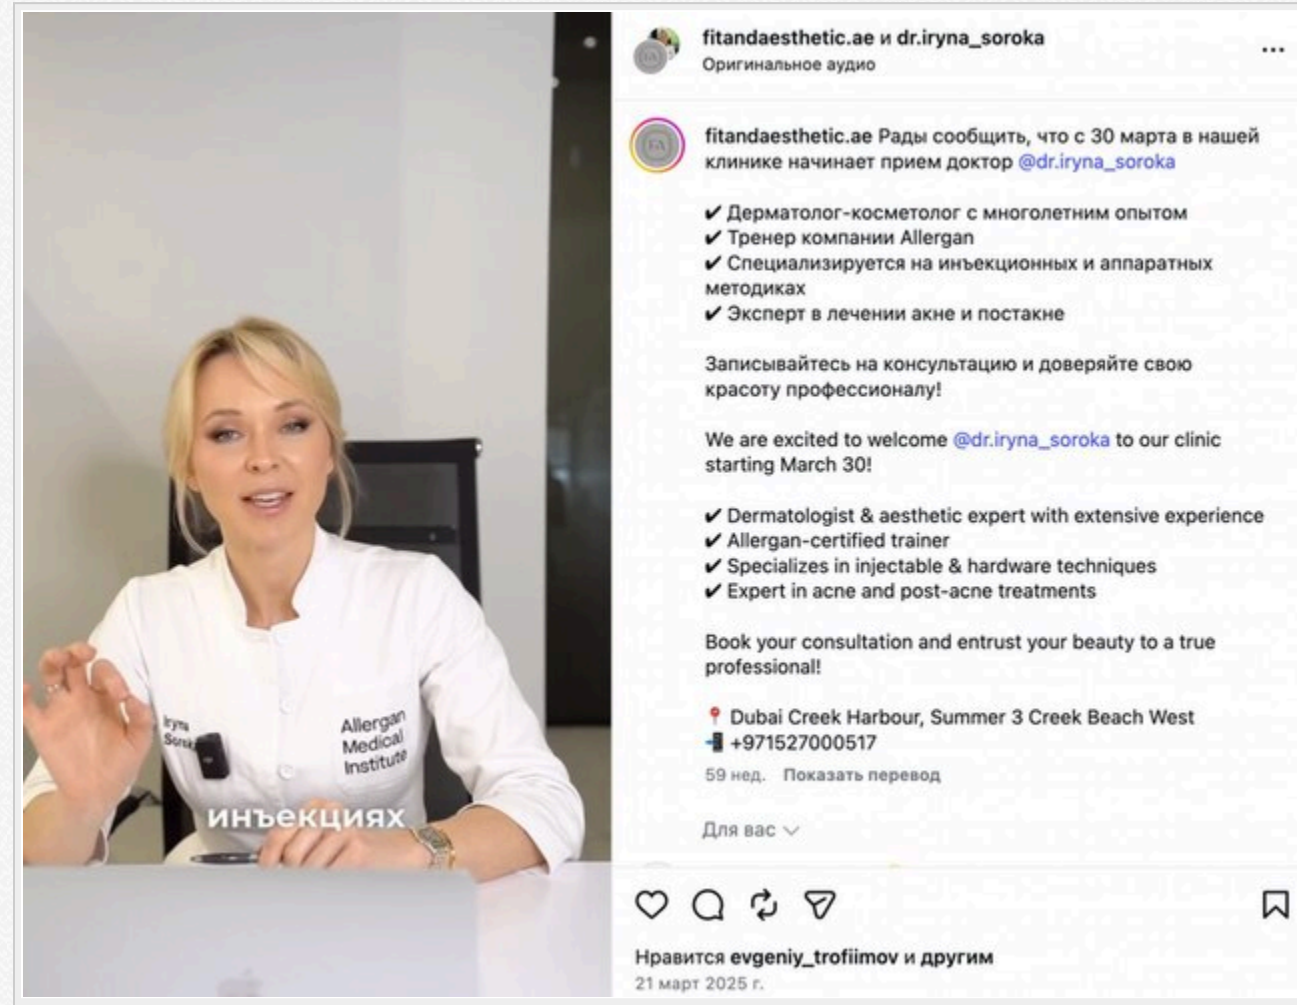 fitandaesthetic.ae и dr.iryna_soroka
Оригинальное аудио
fitandaesthetic.ae Рады сообщить, что с 30 марта в нашей
клинике начинает прием доктор @dr.iryna_soroka
✔ Дерматолог-косметолог с многолетним опытом
✔ Тренер компании Allergan
✔ Специализируется на инъекционных и аппаратных
методиках
✔ Эксперт в лечении акне и постакне
Записывайтесь на консультацию и доверяйте свою
красоту профессионалу!
We are excited to welcome @dr.iryna_soroka to our clinic
starting March 30!
✔ Dermatologist & aesthetic expert with extensive experience
✔ Allergan-certified trainer
✔ Specializes in injectable & hardware techniques
✔ Expert in acne and post-acne treatments
Book your consultation and entrust your beauty to a true
professional!
📍 Dubai Creek Harbour, Summer 3 Creek Beach West
📲 +971527000517
59 нед. Показать перевод
Для вас
Нравится evgeniy_trofiimov и другим
21 март 2025 г.
FA
Iryna
Allergan
Medical
Institute
инъекциях